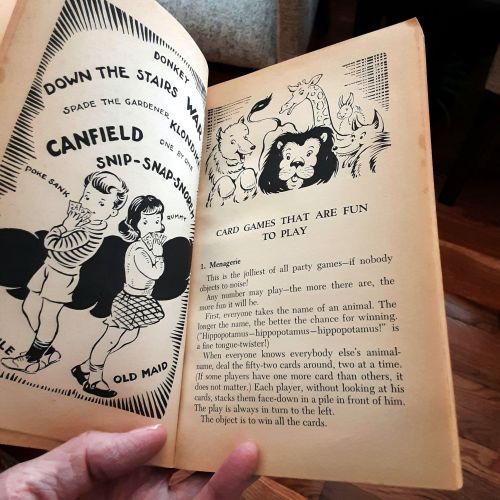 DONKEY
DOWN THE STAIRS
WAR
SPADE THE GARDENER
KLONDIKE
CANFIELD
ONE BY ONE
SNIP-SNAP-SNOREM
POKE SANK
RUMMY
OLD MAID
CARD GAMES THAT ARE FUN
TO PLAY
1. Menagerie
This is the jolliest of all party games—if nobody
objects to noise!
Any number may play—the more there are, the
more fun it will be.
First, everyone takes the name of an animal. The
longer the name, the better the chance for winning.
("Hippopotamus—hippopotamus—hippopotamus!" is
a fine tongue-twister!)
When everyone knows everybody else's animal-
name, deal the fifty-two cards around, two at a time.
(If some players have one more card than others, it
does not matter.) Each player, without looking at his
cards, stacks them face-down in a pile in front of him.
The play is always in turn to the left.
The object is to win all the cards.